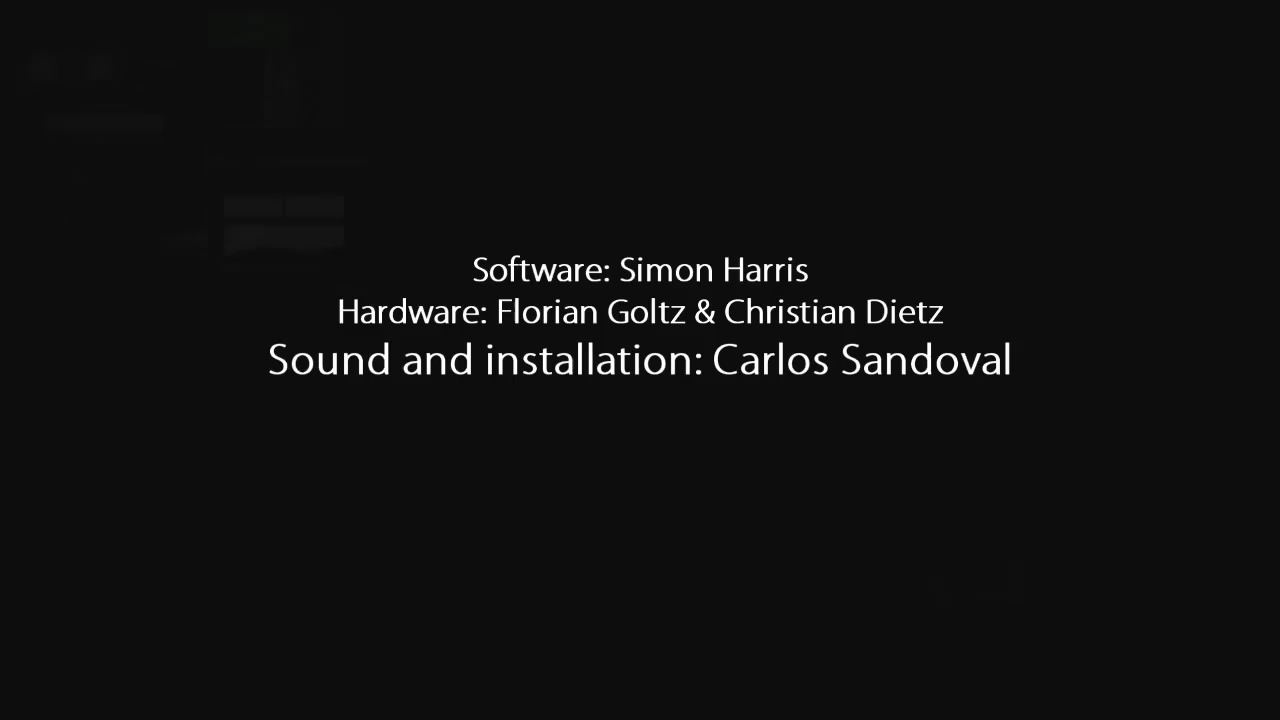 Software: Simon Harris
Hardware: Florian Goltz & Christian Dietz
Sound and installation: Carlos Sandoval